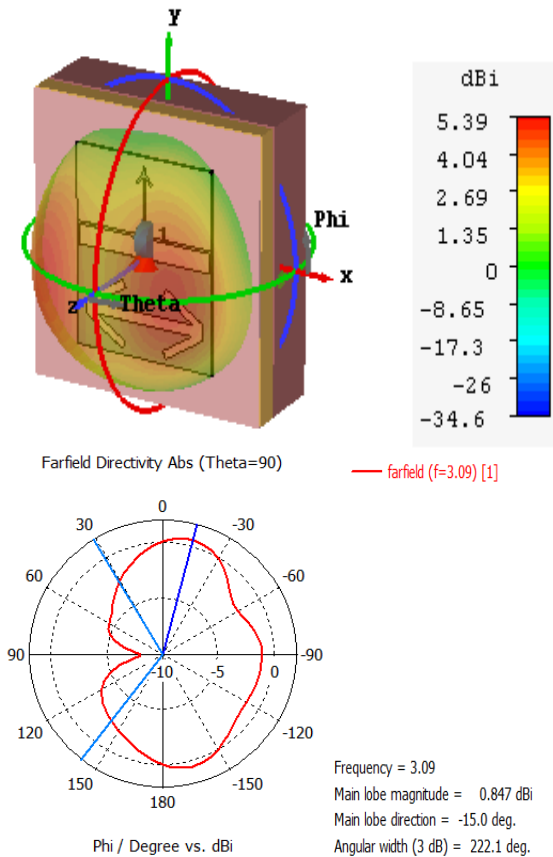 y
dBi
5.39
4.04
2.69
1.35
0
-8.65
-17.3
-26
-34.6
Phi
1
x
z
Theta
Farfield Directivity Abs (Theta=90)
farfield (f=3.09) [1]
0
30
-30
60
-60
90
-10
-5
0
-90
120
-120
150
-150
180
Phi / Degree vs. dBi
Frequency = 3.09
Main lobe magnitude = 0.847 dBi
Main lobe direction = -15.0 deg.
Angular width (3 dB) = 222.1 deg.